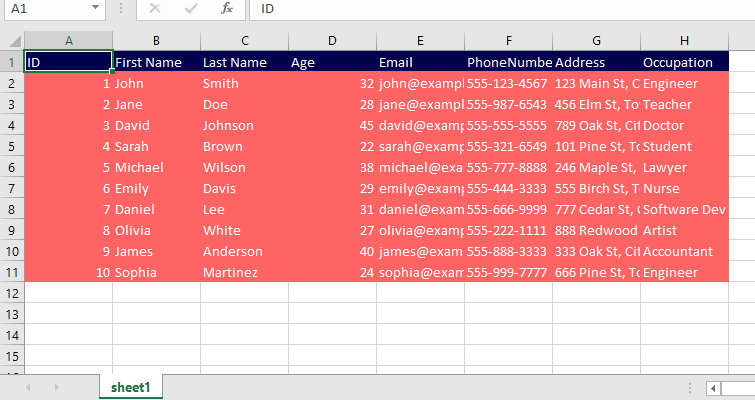 A1 fx ID
A B C D E F G H
1 ID First Name Last Name Age Email PhoneNumbe Address Occupation
2 1 John Smith 32 john@exampl 555-123-4567 123 Main St, C Engineer
3 2 Jane Doe 28 jane@exampl 555-987-6543 456 Elm St, To Teacher
4 3 David Johnson 45 david@examp 555-555-5555 789 Oak St, Cit Doctor
5 4 Sarah Brown 22 sarah@examp 555-321-6549 101 Pine St, To Student
6 5 Michael Wilson 38 michael@exa 555-777-8888 246 Maple St, Lawyer
7 6 Emily Davis 29 emily@examp 555-444-3333 555 Birch St, T Nurse
8 7 Daniel Lee 31 daniel@exam 555-666-9999 777 Cedar St, Software Dev
9 8 Olivia White 27 olivia@examp 555-222-1111 888 Redwood Artist
10 9 James Anderson 40 james@exam 555-888-3333 333 Oak St, Cit Accountant
11 10 Sophia Martinez 24 sophia@exam 555-999-7777 666 Pine St, To Engineer
12
13
14
15
sheet1